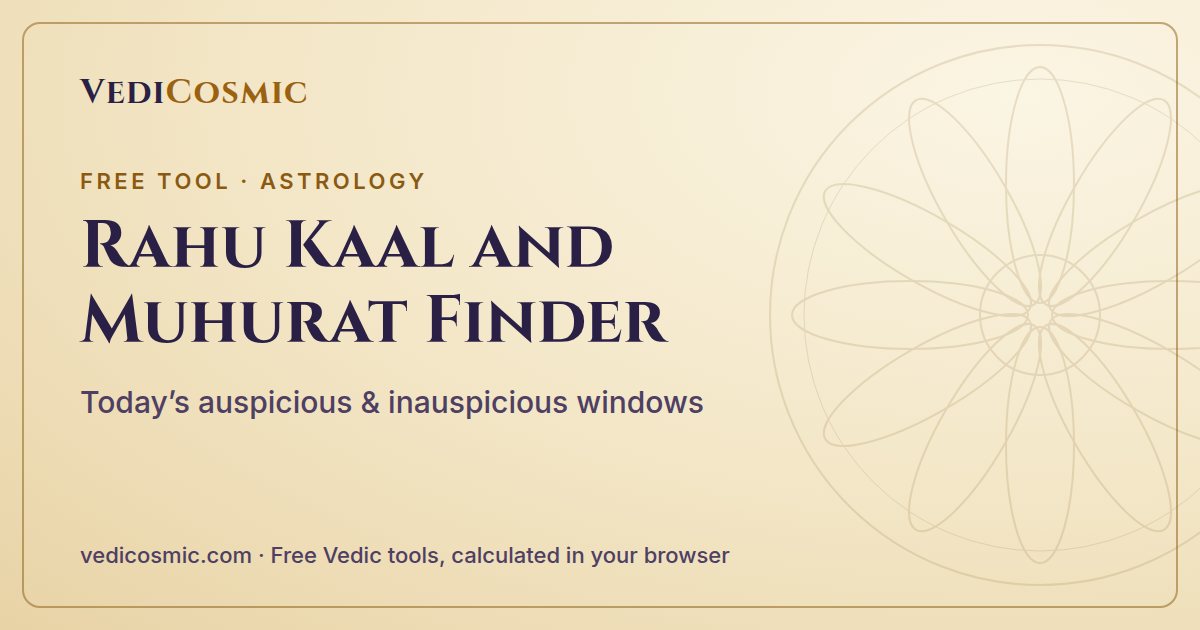 VediCosmic
FREE TOOL · ASTROLOGY
Rahu Kaal and
Muhurat Finder
Today’s auspicious & inauspicious windows
vedicosmic.com · Free Vedic tools, calculated in your browser